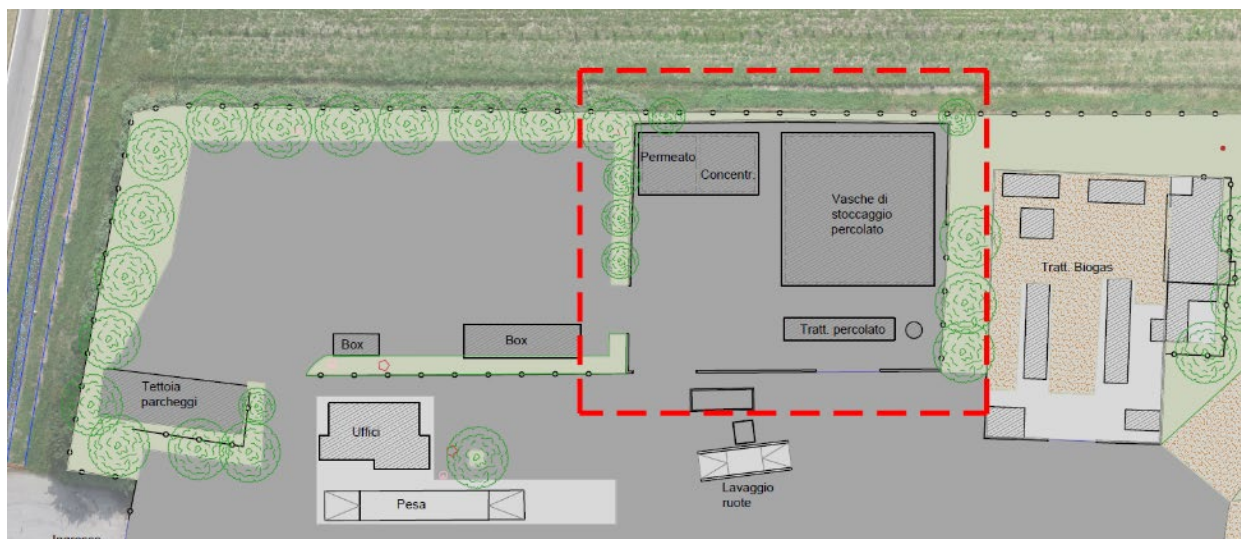 Permeato
Concentr.
Vasche di
stoccaggio
percolato
Tratt. Biogas
Tratt. percolato
Box
Box
Tettoia
parcheggi
Uffici
Pesa
Lavaggio
ruote